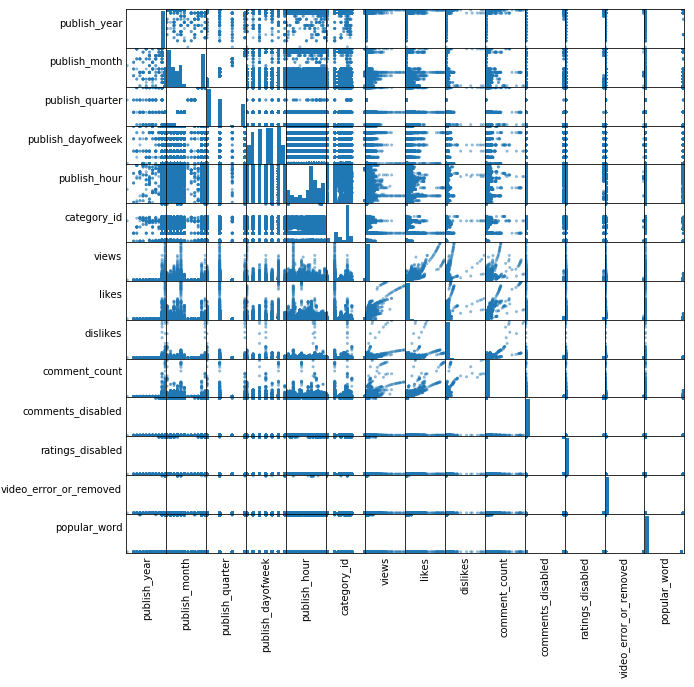 publish_year
publish_month
publish_quarter
publish_dayofweek
publish_hour
category_id
views
likes
dislikes
comment_count
comments_disabled
ratings_disabled
video_error_or_removed
popular_word
publish_year
publish_month
publish_quarter
publish_dayofweek
publish_hour
category_id
views
likes
dislikes
comment_count
comments_disabled
ratings_disabled
video_error_or_removed
popular_word